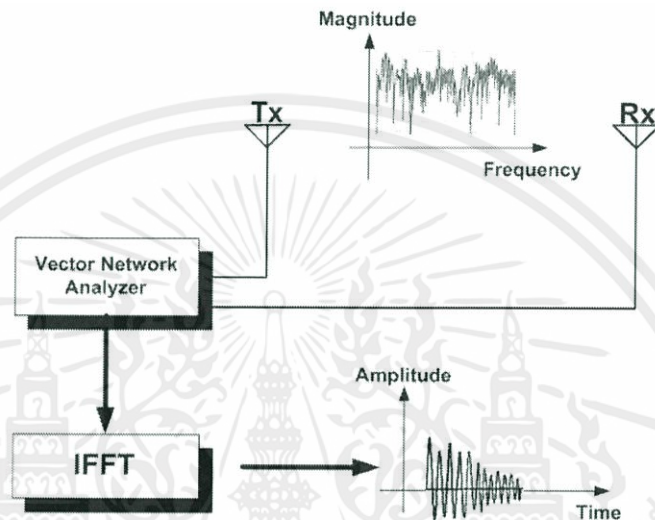 Magnitude
Tx
Rx
Frequency
Vector Network
Analyzer
Amplitude
IFFT
Time